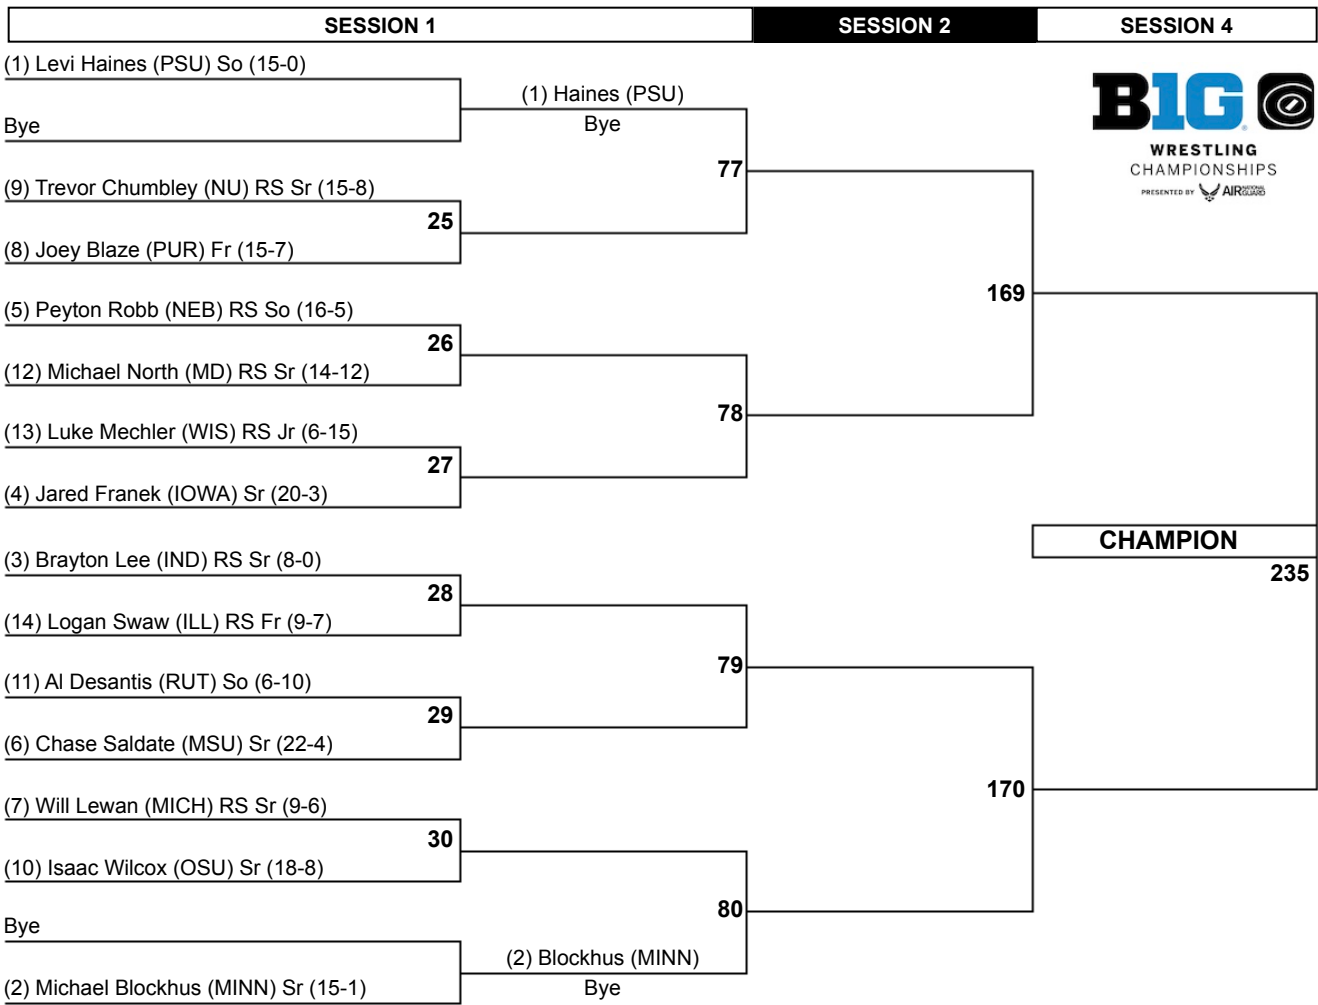 SESSION 1
SESSION 2
SESSION 4
(1) Levi Haines (PSU) So (15-0)
(1) Haines (PSU)
Bye
Bye
B1G
WRESTLING
CHAMPIONSHIPS
PRESENTED BY AIR NATIONAL GUARD
77
(9) Trevor Chumbley (NU) RS Sr (15-8)
25
(8) Joey Blaze (PUR) Fr (15-7)
169
(5) Peyton Robb (NEB) RS So (16-5)
26
(12) Michael North (MD) RS Sr (14-12)
78
(13) Luke Mechler (WIS) RS Jr (6-15)
27
(4) Jared Franek (IOWA) Sr (20-3)
CHAMPION
235
(3) Brayton Lee (IND) RS Sr (8-0)
28
(14) Logan Swaw (ILL) RS Fr (9-7)
79
(11) Al Desantis (RUT) So (6-10)
29
(6) Chase Saldate (MSU) Sr (22-4)
170
(7) Will Lewan (MICH) RS Sr (9-6)
30
(10) Isaac Wilcox (OSU) Sr (18-8)
80
Bye
(2) Blockhus (MINN)
Bye
(2) Michael Blockhus (MINN) Sr (15-1)